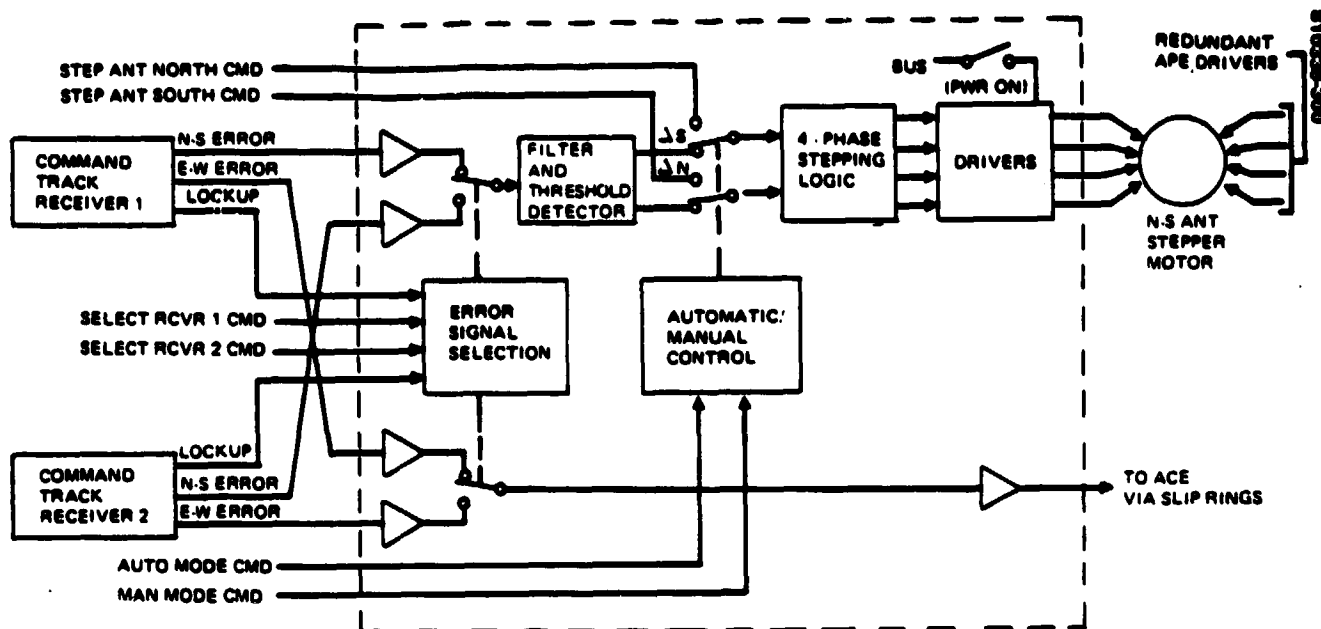 STEP ANT NORTH CMD
STEP ANT SOUTH CMD
COMMAND
TRACK
RECEIVER 1
N-S ERROR
E-W ERROR
LOCKUP
SELECT RCVR 1 CMD
SELECT RCVR 2 CMD
COMMAND
TRACK
RECEIVER 2
LOCKUP
N-S ERROR
E-W ERROR
AUTO MODE CMD
MAN MODE CMD
FILTER
AND
THRESHOLD
DETECTOR
S
N
ERROR
SIGNAL
SELECTION
AUTOMATIC/
MANUAL
CONTROL
4-PHASE
STEPPING
LOGIC
BUS
(PWR ON)
DRIVERS
N-S ANT
STEPPER
MOTOR
REDUNDANT
APE DRIVERS
TO ACE
VIA SLIP RINGS